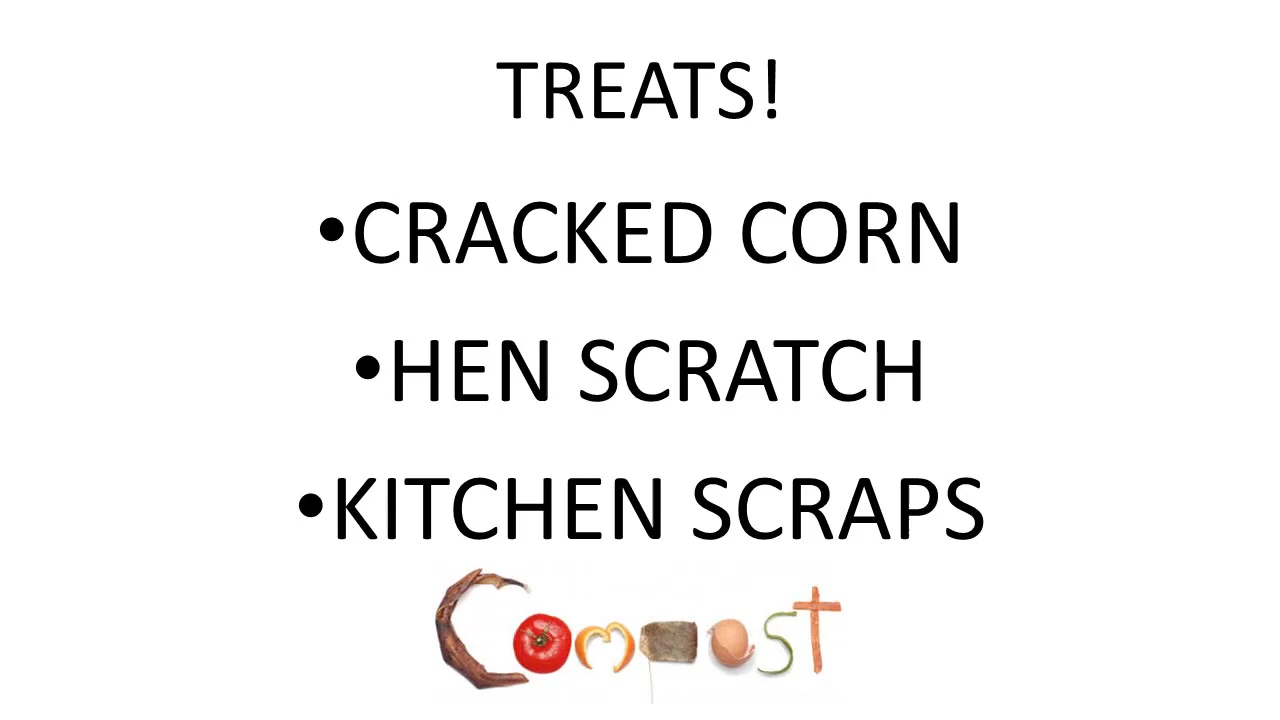 TREATS!
•CRACKED CORN
•HEN SCRATCH
•KITCHEN SCRAPS
Compost